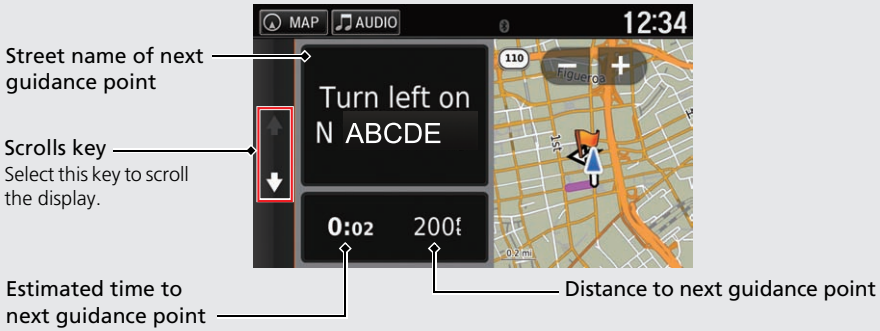 MAP AUDIO 12:34
Street name of next
guidance point
110
Figueroa
Turn left on
N ABCDE
1st
Scrolls key
Select this key to scroll
the display.
0:02 200ft
0.2 mi
Estimated time to
next guidance point
Distance to next guidance point